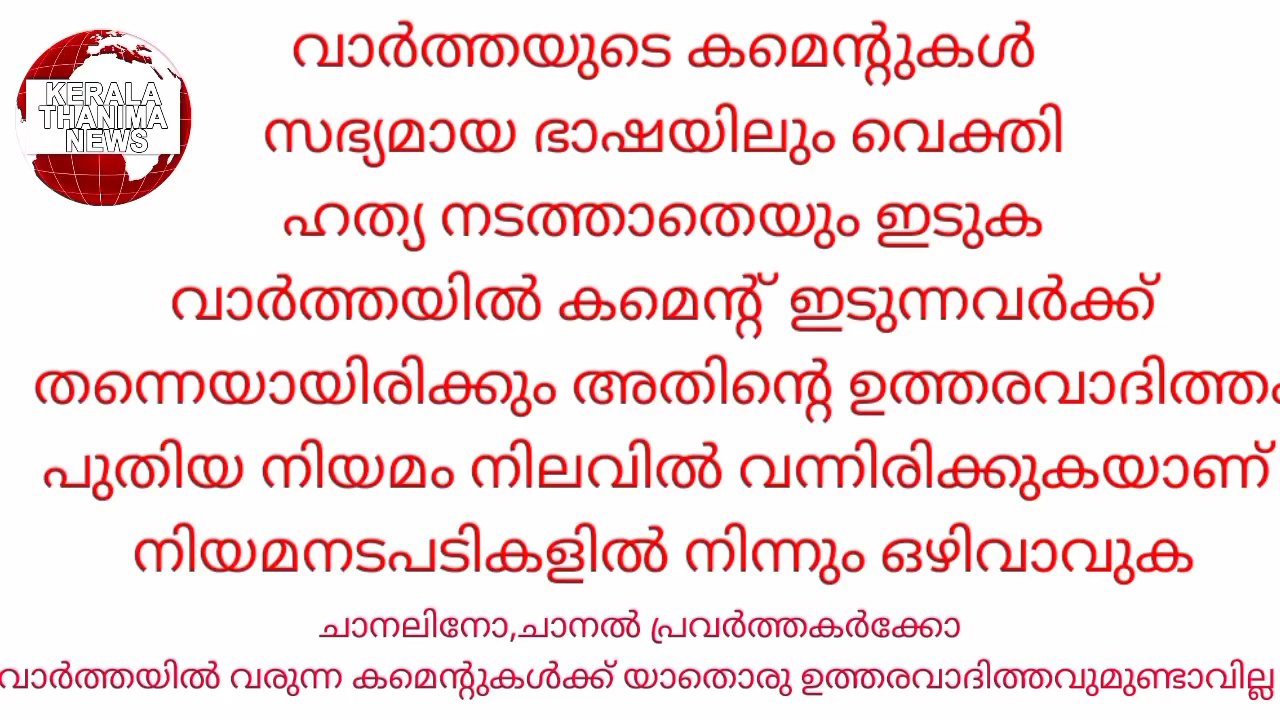 KERALA
THANIMA
NEWS
വാർത്തയുടെ കമെന്റുകൾ
സഭ്യമായ ഭാഷയിലും വെക്തി
ഹത്യ നടത്താതെയും ഇടുക
വാർത്തയിൽ കമെന്റ് ഇടുന്നവർക്ക്
തന്നെയായിരിക്കും അതിന്റെ ഉത്തരവാദിത്തം
പുതിയ നിയമം നിലവിൽ വന്നിരിക്കുകയാണ്
നിയമനടപടികളിൽ നിന്നും ഒഴിവാവുക
ചാനലിനോ,ചാനൽ പ്രവർത്തകർക്കോ
വാർത്തയിൽ വരുന്ന കമെന്റുകൾക്ക് യാതൊരു ഉത്തരവാദിത്തവുമുണ്ടാവില്ല